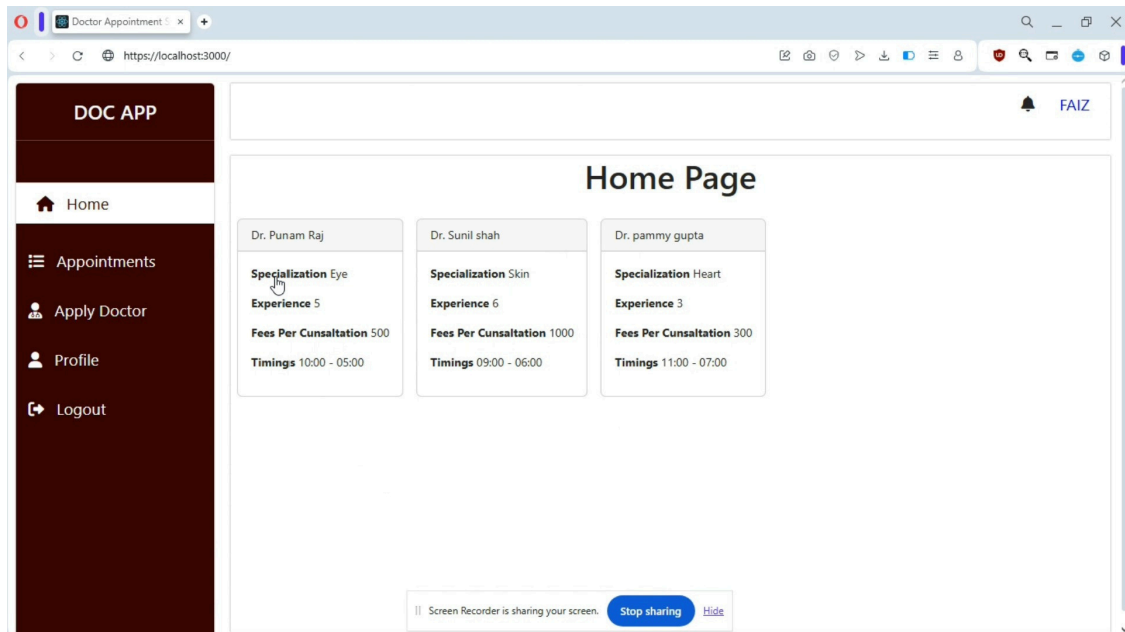 Doctor Appointment S
https://localhost:3000/
DOC APP
FAIZ
Home
Appointments
Apply Doctor
Profile
Logout
Home Page
Dr. Punam Raj
Specialization Eye
Experience 5
Fees Per Cunsaltation 500
Timings 10:00 - 05:00
Dr. Sunil shah
Specialization Skin
Experience 6
Fees Per Cunsaltation 1000
Timings 09:00 - 06:00
Dr. pammy gupta
Specialization Heart
Experience 3
Fees Per Cunsaltation 300
Timings 11:00 - 07:00
Screen Recorder is sharing your screen. Stop sharing Hide